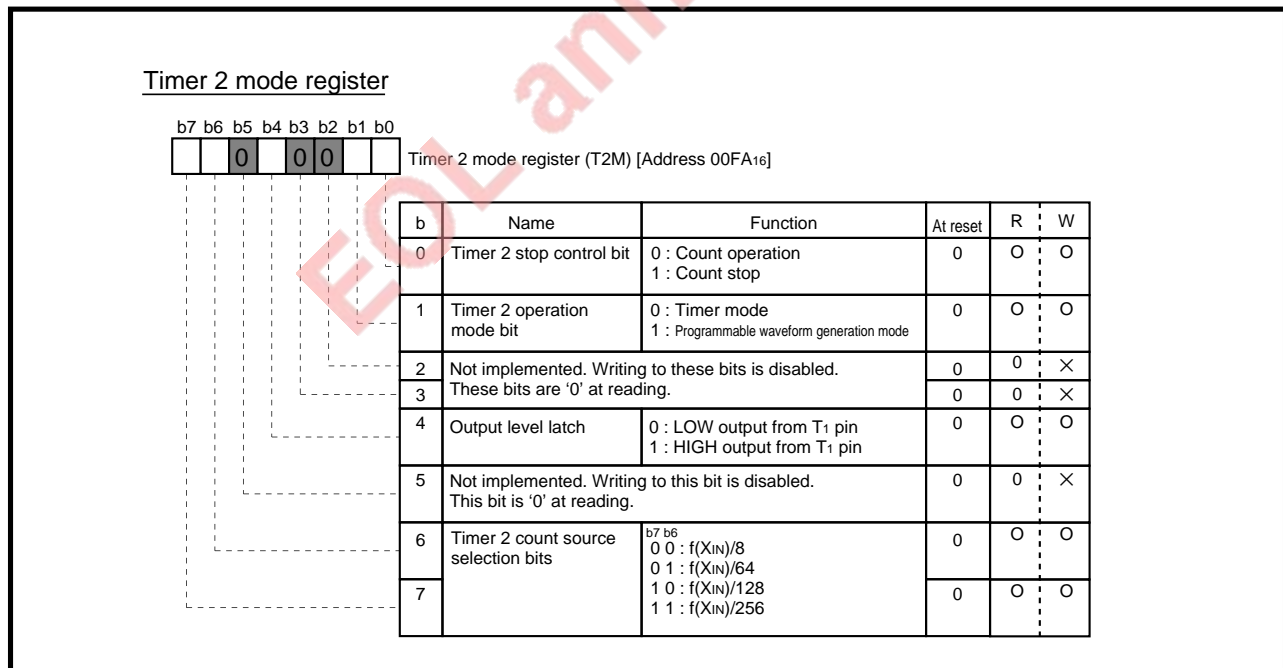 EOL ann
Timer 2 mode register
b7 b6 b5 b4 b3 b2 b1 b0
0 0 0
Timer 2 mode register (T2M) [Address 00FA16]
b Name Function At reset R W
0 Timer 2 stop control bit 0 : Count operation 0 O O
1 : Count stop
1 Timer 2 operation 0 : Timer mode 0 O O
mode bit 1 : Programmable waveform generation mode
2 Not implemented. Writing to these bits is disabled. 0 0 ×
3 These bits are ‘0’ at reading. 0 0 ×
4 Output level latch 0 : LOW output from T1 pin 0 O O
1 : HIGH output from T1 pin
5 Not implemented. Writing to this bit is disabled. 0 0 ×
This bit is ‘0’ at reading.
6 Timer 2 count source b7 b6 0 O O
selection bits 0 0 : f(XIN)/8
0 1 : f(XIN)/64
7 1 0 : f(XIN)/128 0 O O
1 1 : f(XIN)/256